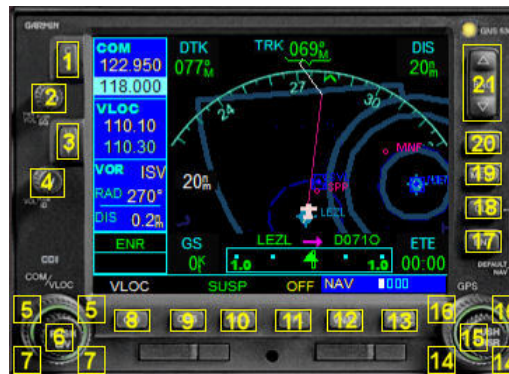 GARMIN
GNS 530
COM
122.950
118.000
VLOC
110.10
110.30
VOR ISV
RAD 270°
DIS 0.2nm
ENR
DTK
077°M
TRK 069°M
DIS
20nm
24
27
30
MNF
SPP
LEZL
20nm
GS
0
LEZL D071O
ETE
00:00
1.0 1.0
VLOC SUSP OFF NAV
CDI
COM/VLOC
DEFAULT NAV
GPS
1
2
3
4
5 5
6
7 7
8
9
10
11
12
13
14 14
15
16 16
17
18
19
20
21